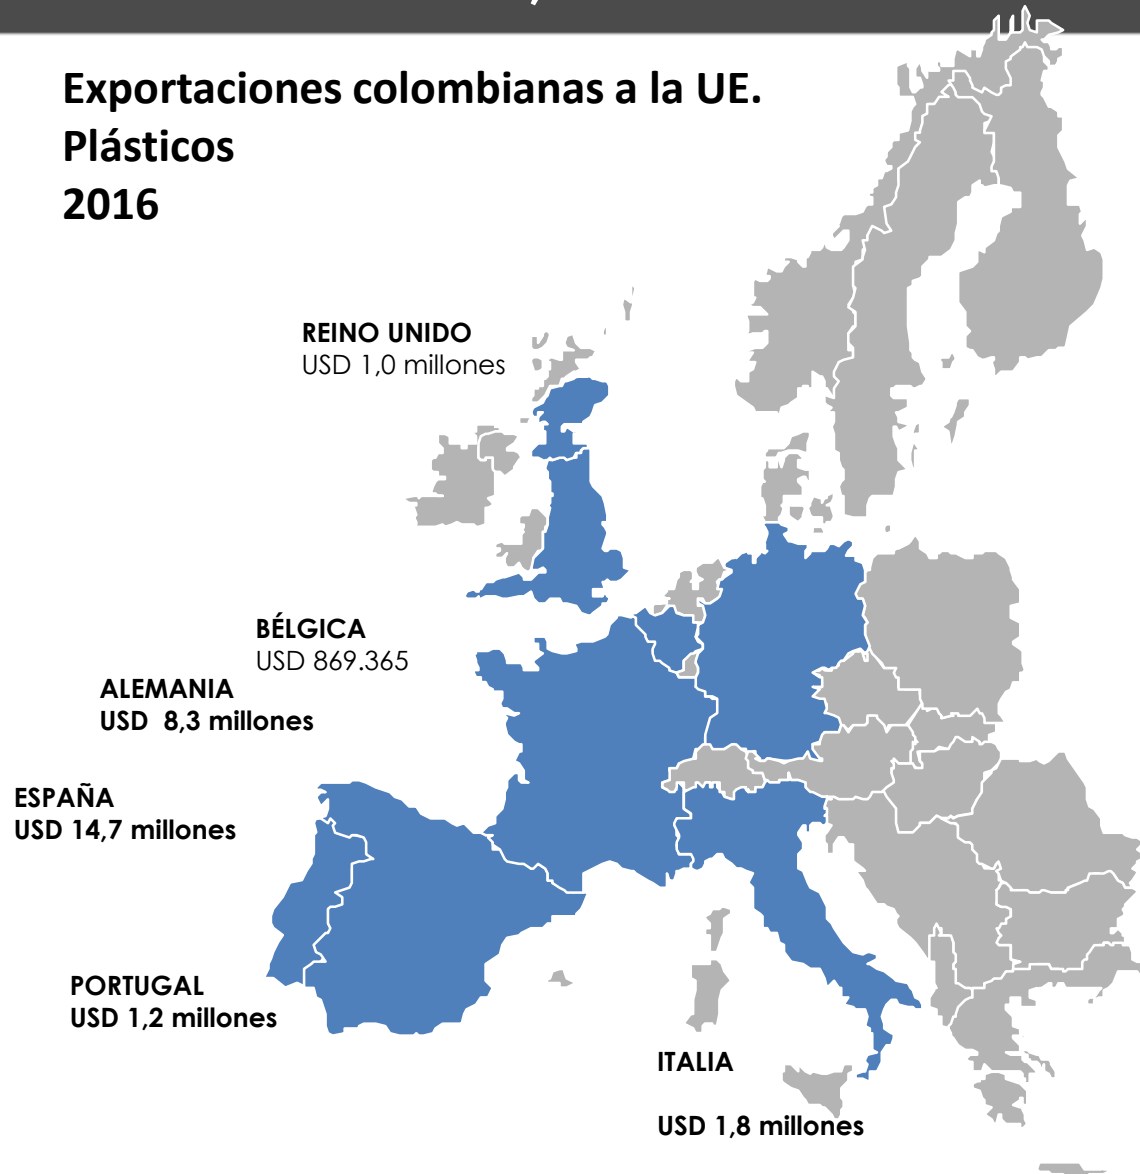 Exportaciones colombianas a la UE.
Plásticos
2016
REINO UNIDO
USD 1,0 millones
BÉLGICA
USD 869.365
ALEMANIA
USD 8,3 millones
ESPAÑA
USD 14,7 millones
PORTUGAL
USD 1,2 millones
ITALIA
USD 1,8 millones